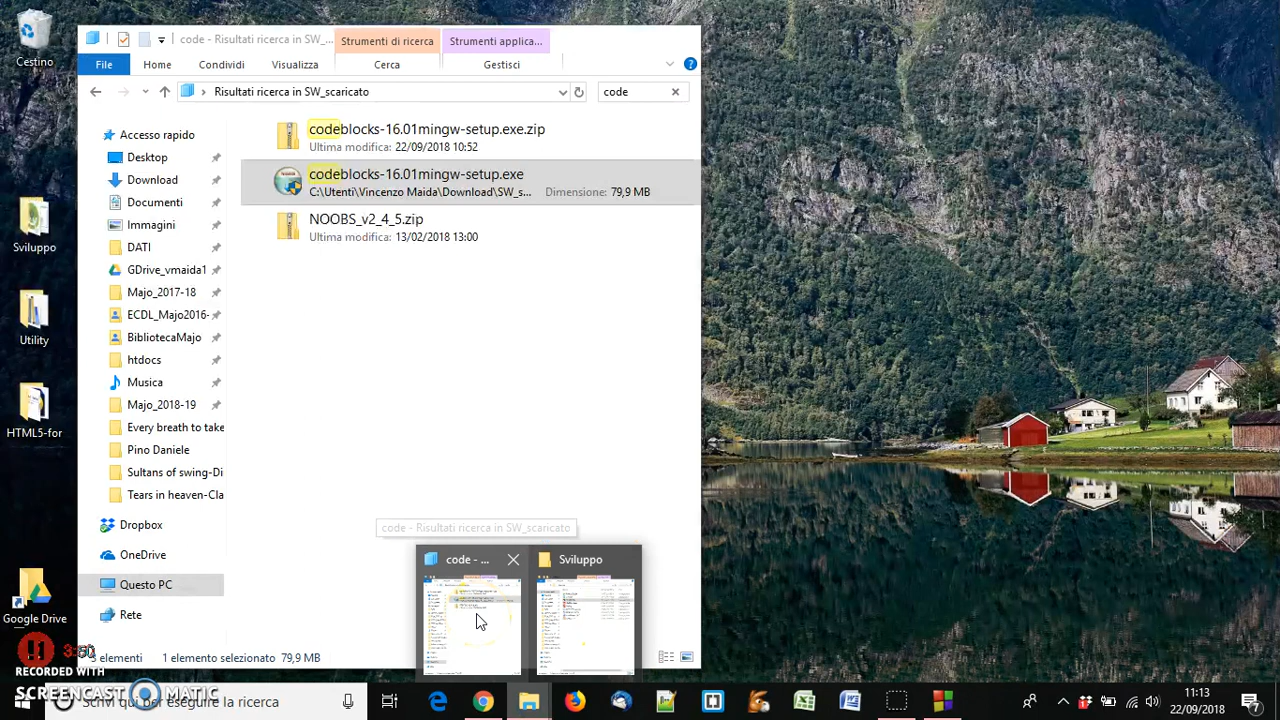 Cestino
Sviluppo
Utility
HTML5-for
Google Drive
code - Risultati ricerca in SW_...
Strumenti di ricerca
Strumenti applica...
File
Home
Condividi
Visualizza
Cerca
Gestisci
Risultati ricerca in SW_scaricato
code
Accesso rapido
Desktop
Download
Documenti
Immagini
DATI
GDrive_vmaida1
Majo_2017-18
ECDL_Majo2016-
BibliotecaMajo
htdocs
Musica
Majo_2018-19
Every breath to take
Pino Daniele
Sultans of swing-Di
Tears in heaven-Cla
Dropbox
OneDrive
Questo PC
Rete
codeblocks-16.01mingw-setup.exe.zip
Ultima modifica: 22/09/2018 10:52
codeblocks-16.01mingw-setup.exe
C:\Utenti\Vincenzo Maida\Download\SW_s...
Dimensione: 79,9 MB
NOOBS_v2_4_5.zip
Ultima modifica: 13/02/2018 13:00
code - Risultati ricerca in SW_scaricato
code - ...
Sviluppo
3 elementi
elemento selezionato 79,9 MB
RECORDED WITH
SCREENCAST MATIC
Scrivi qui per eseguire la ricerca
11:13
22/09/2018
7